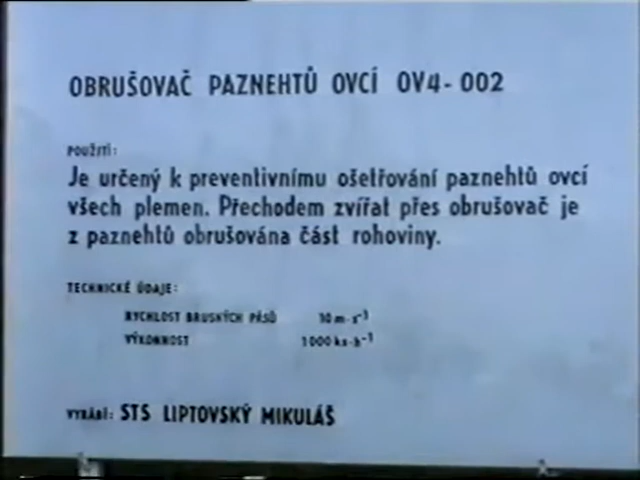 OBRUŠOVAČ PAZNEHTŮ OVCÍ OV4-002
POUŽITÍ:
Je určený k preventivnímu ošetřování paznehtů ovcí
všech plemen. Přechodem zvířat přes obrušovač je
z paznehtů obrušována část rohoviny.
TECHNICKÉ ÚDAJE:
RYCHLOST BRUSNÝCH PÁSŮ 10 m·s⁻¹
VÝKONNOST 1000 ks·h⁻¹
VYRÁBÍ: STS LIPTOVSKÝ MIKULÁŠ